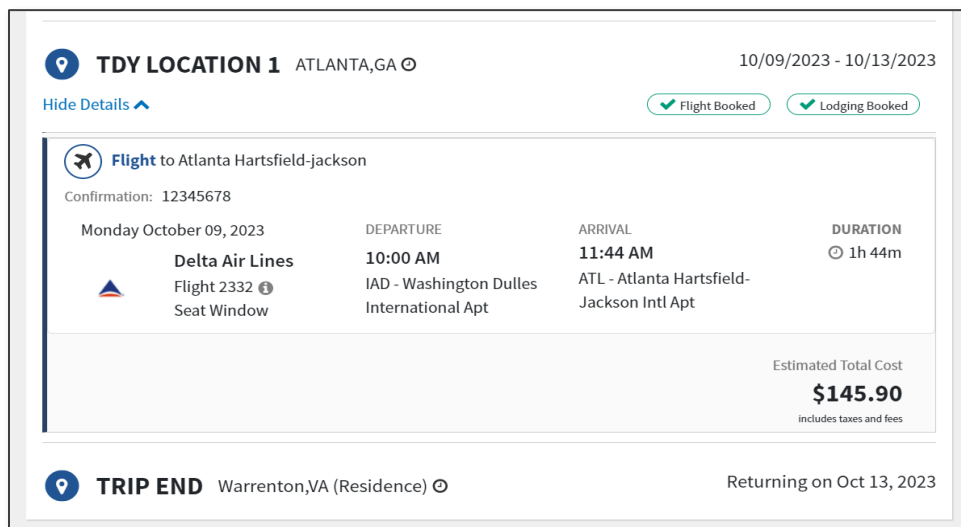 TDY LOCATION 1 ATLANTA,GA 10/09/2023 - 10/13/2023
Hide Details Flight Booked Lodging Booked
Flight to Atlanta Hartsfield-jackson
Confirmation: 12345678
Monday October 09, 2023 DEPARTURE ARRIVAL DURATION
Delta Air Lines 10:00 AM 11:44 AM 1h 44m
Flight 2332 IAD - Washington Dulles ATL - Atlanta Hartsfield-
Seat Window International Apt Jackson Intl Apt
Estimated Total Cost
$145.90
includes taxes and fees
TRIP END Warrenton,VA (Residence) Returning on Oct 13, 2023